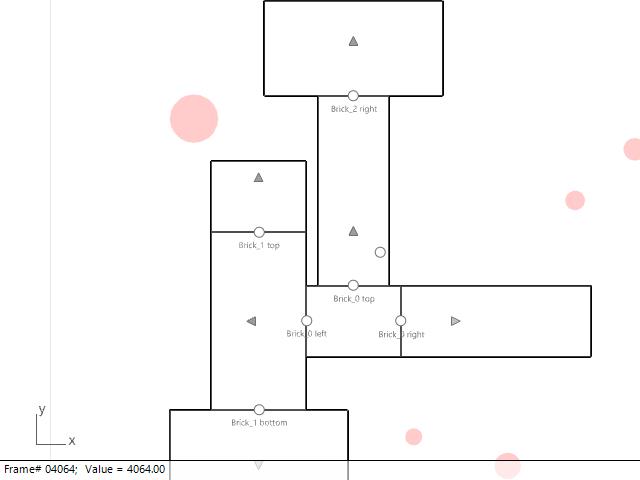 Brick_2 right
Brick_1 top
Brick_0 top
Brick_0 left
Brick_0 right
Brick_1 bottom
y
x
Frame# 04064; Value = 4064.00